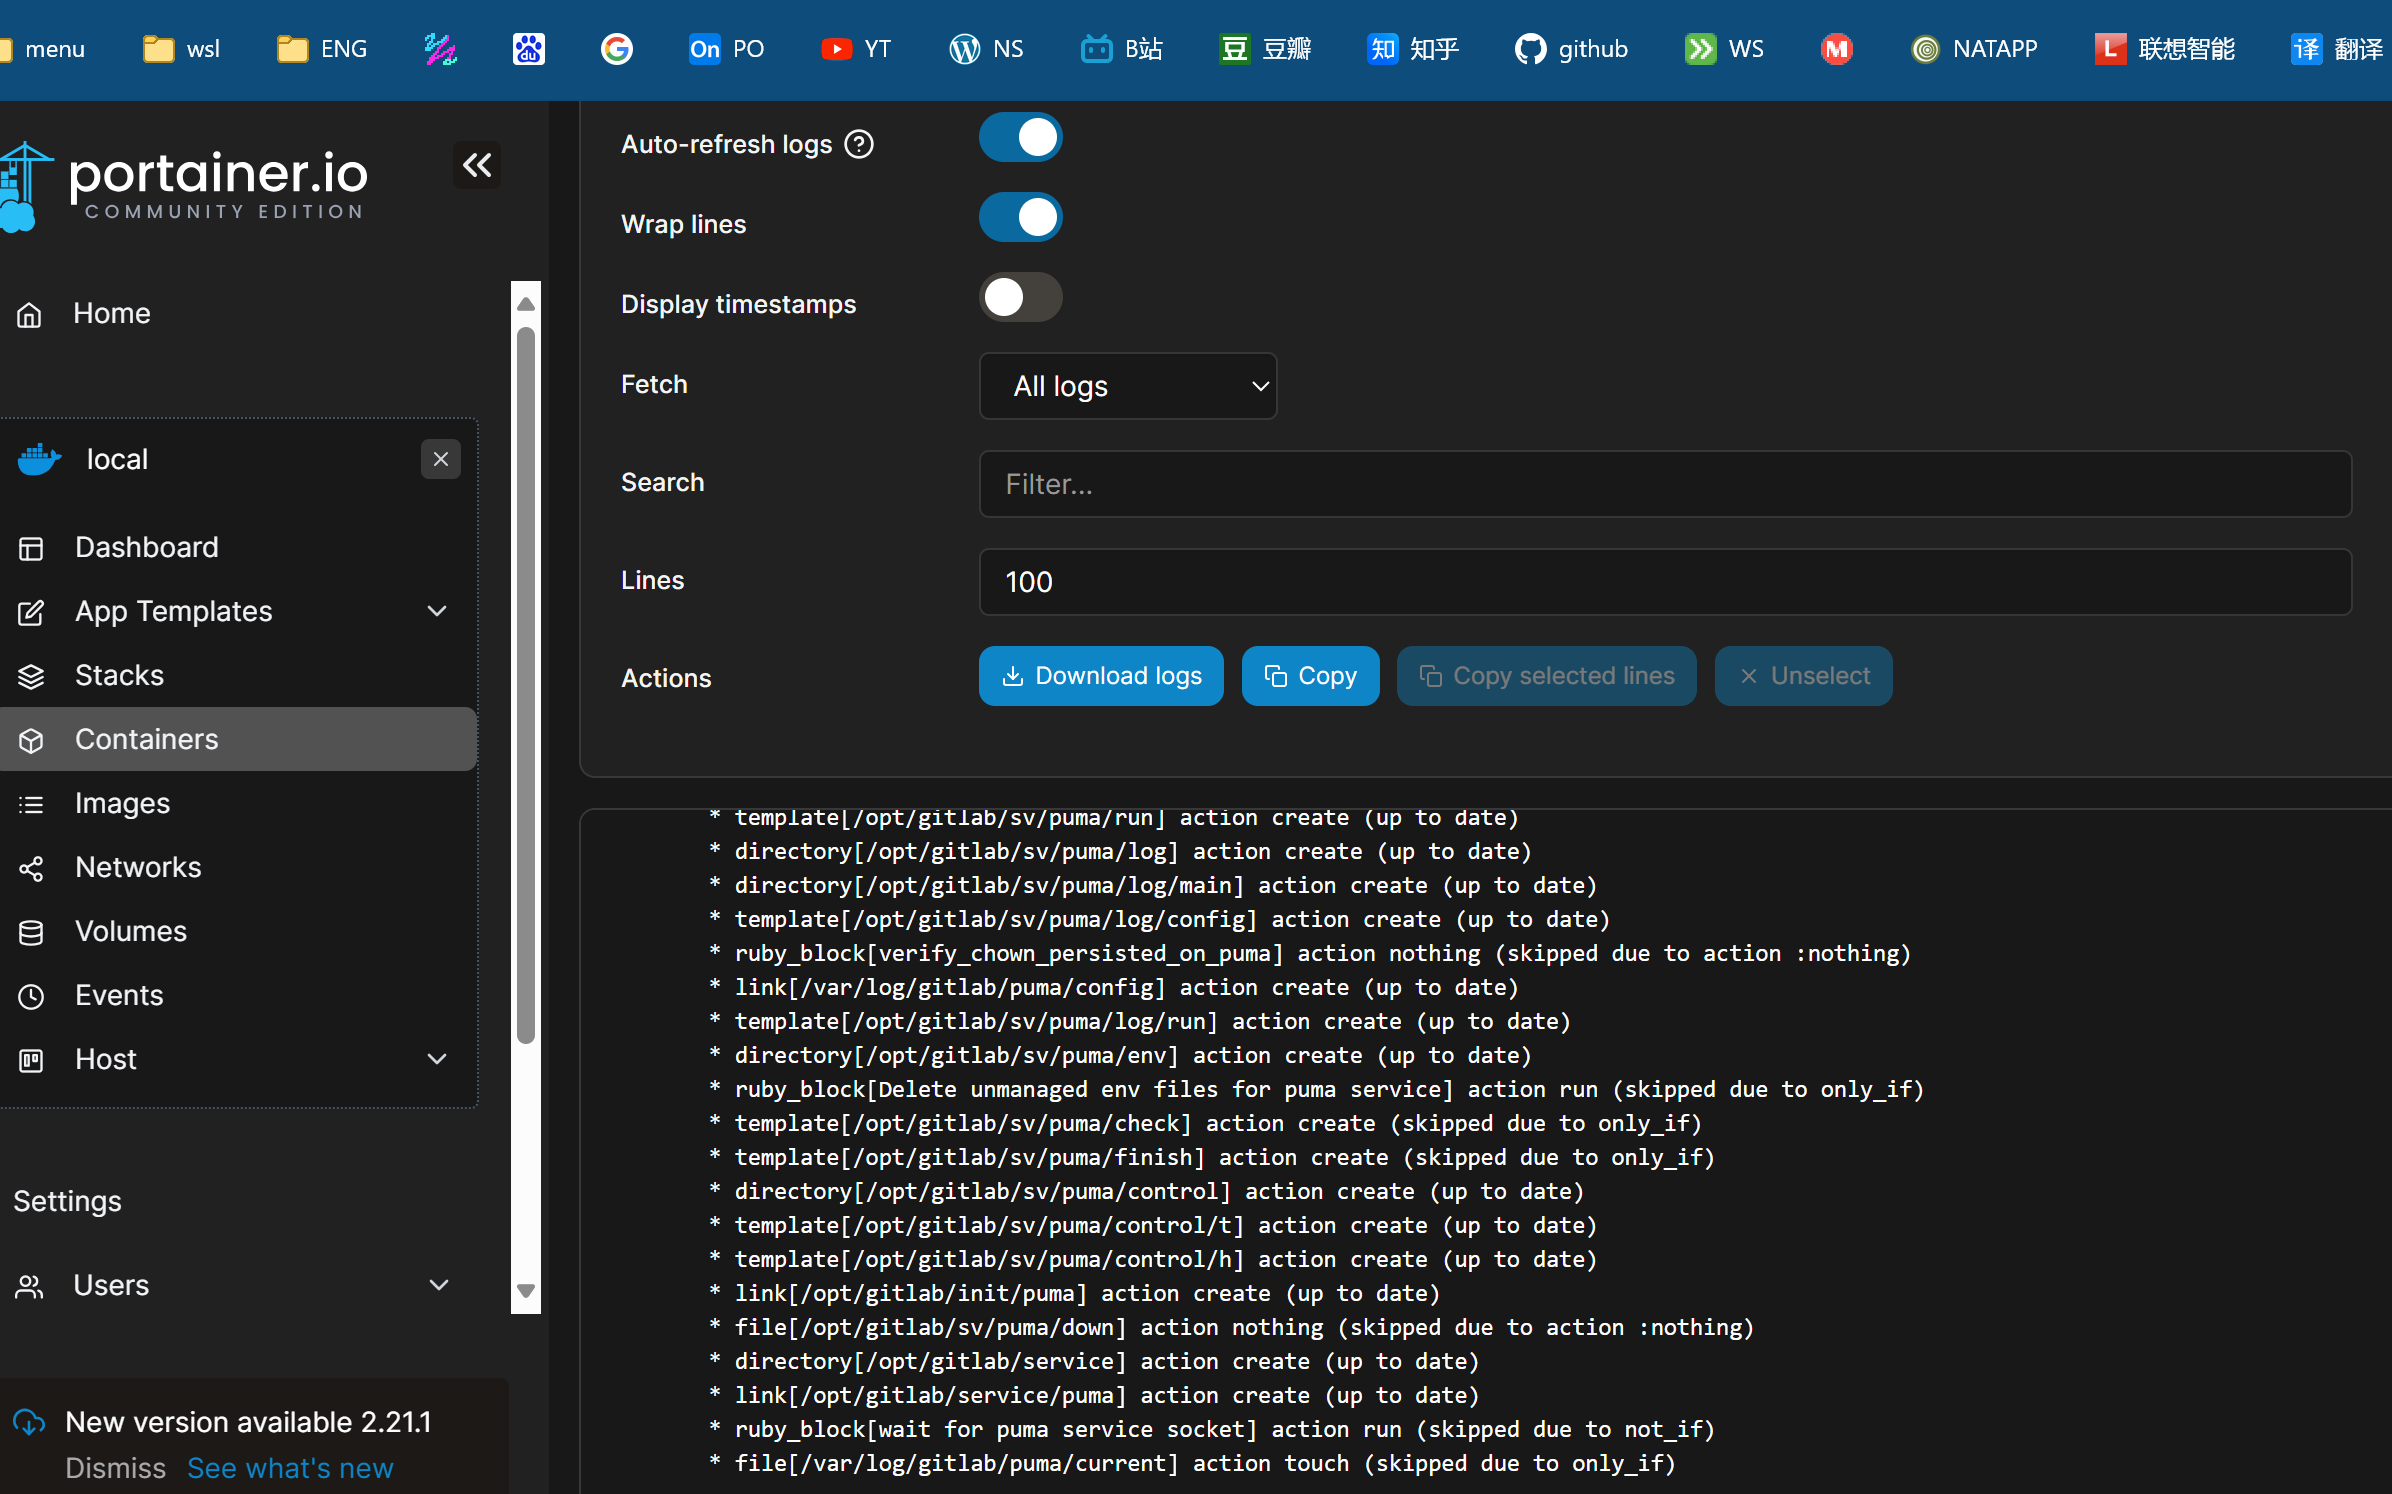 menu wsl ENG du G On PO YT NS B站 豆 豆瓣 知 知乎 github WS M NATAPP L 联想智能 译 翻译
portainer.io
COMMUNITY EDITION
Home
local
Dashboard
App Templates
Stacks
Containers
Images
Networks
Volumes
Events
Host
Settings
Users
New version available 2.21.1
Dismiss See what's new
Auto-refresh logs ?
Wrap lines
Display timestamps
Fetch All logs
Search Filter...
Lines 100
Actions Download logs Copy Copy selected lines Unselect
* template[/opt/gitlab/sv/puma/run] action create (up to date)
* directory[/opt/gitlab/sv/puma/log] action create (up to date)
* directory[/opt/gitlab/sv/puma/log/main] action create (up to date)
* template[/opt/gitlab/sv/puma/log/config] action create (up to date)
* ruby_block[verify_chown_persisted_on_puma] action nothing (skipped due to action :nothing)
* link[/var/log/gitlab/puma/config] action create (up to date)
* template[/opt/gitlab/sv/puma/log/run] action create (up to date)
* directory[/opt/gitlab/sv/puma/env] action create (up to date)
* ruby_block[Delete unmanaged env files for puma service] action run (skipped due to only_if)
* template[/opt/gitlab/sv/puma/check] action create (skipped due to only_if)
* template[/opt/gitlab/sv/puma/finish] action create (skipped due to only_if)
* directory[/opt/gitlab/sv/puma/control] action create (up to date)
* template[/opt/gitlab/sv/puma/control/t] action create (up to date)
* template[/opt/gitlab/sv/puma/control/h] action create (up to date)
* link[/opt/gitlab/init/puma] action create (up to date)
* file[/opt/gitlab/sv/puma/down] action nothing (skipped due to action :nothing)
* directory[/opt/gitlab/service] action create (up to date)
* link[/opt/gitlab/service/puma] action create (up to date)
* ruby_block[wait for puma service socket] action run (skipped due to not_if)
* file[/var/log/gitlab/puma/current] action touch (skipped due to only_if)